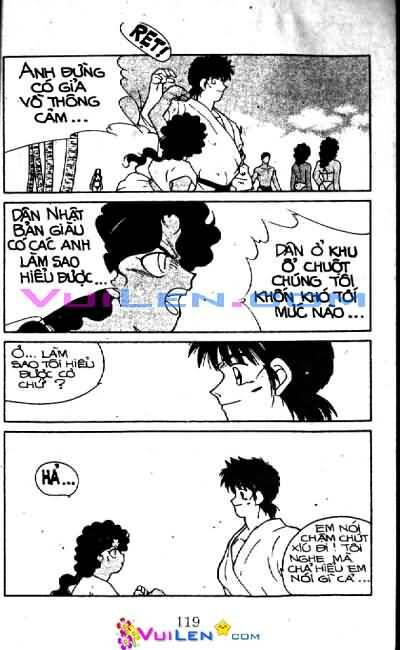 RẸT!
ANH ĐỪNG
CÓ GIẢ
VỜ THÔNG
CẢM...
DÂN NHẬT
BẢN GIÀU
CÓ CÁC ANH
LÀM SAO
HIỂU ĐƯỢC...
DÂN Ở KHU
Ổ CHUỘT
CHÚNG TÔI
KHỐN KHÓ TỚI
MỨC NÀO...
VUILEN.COM
Ơ... LÀM
SAO TÔI HIỂU
ĐƯỢC CƠ
CHỨ ?
HẢ...
EM NÓI
CHẬM CHÚT
XÍU ĐI ! TÔI
NGHE MÀ
CHẢ HIỂU EM
NÓI GÌ CẢ...
119
VUILEN.COM